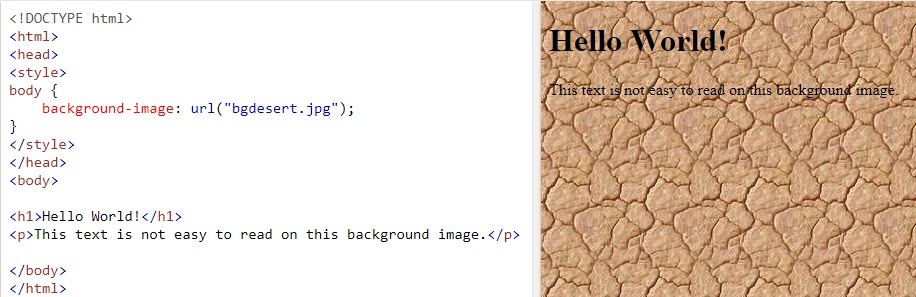 <!DOCTYPE html>
<html>
<head>
<style>
body {
    background-image: url("bgdesert.jpg");
}
</style>
</head>
<body>

<h1>Hello World!</h1>
<p>This text is not easy to read on this background image.</p>

</body>
</html>
Hello World!
This text is not easy to read on this background image.